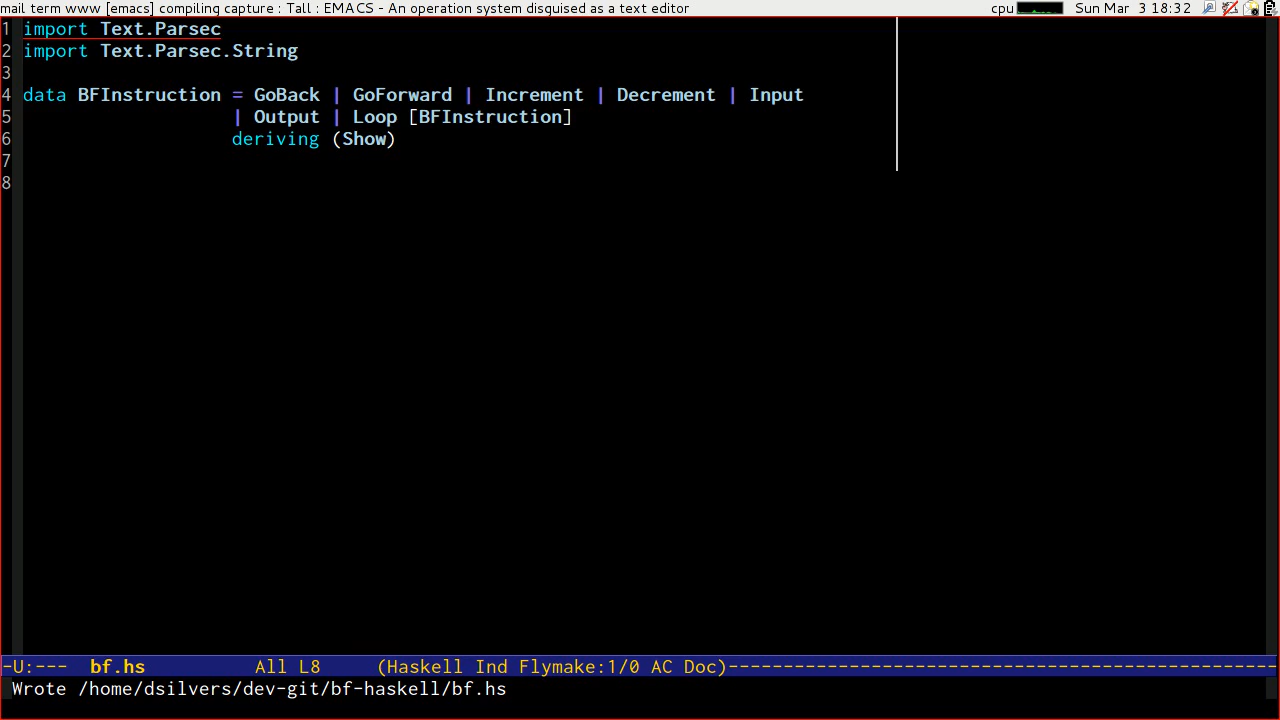 mail term www [emacs] compiling capture : Tall : EMACS - An operation system disguised as a text editor cpu Sun Mar 3 18:32
1 import Text.Parsec
2 import Text.Parsec.String
3
4 data BFInstruction = GoBack | GoForward | Increment | Decrement | Input
5 | Output | Loop [BFInstruction]
6 deriving (Show)
7
8
-U:--- bf.hs All L8 (Haskell Ind Flymake:1/0 AC Doc)--------------------------------------------------
Wrote /home/dsilvers/dev-git/bf-haskell/bf.hs